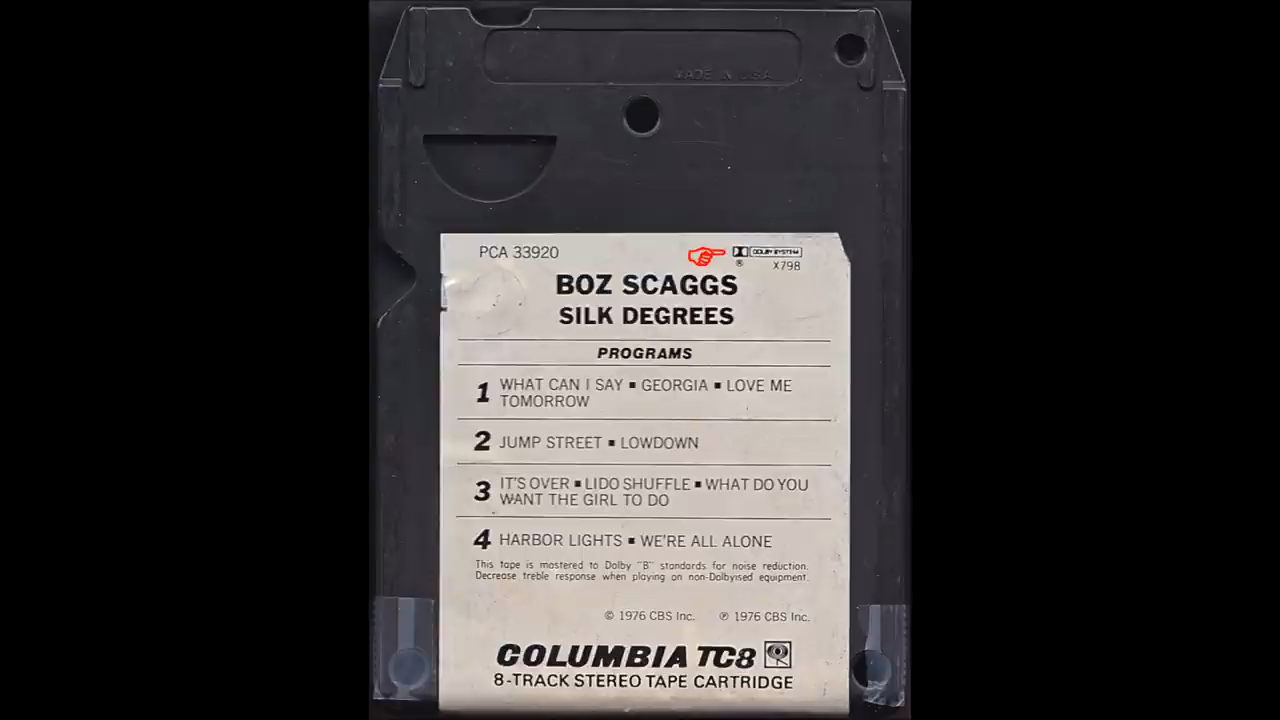 MADE IN USA
PCA 33920
DOLBY SYSTEM
®
X798
BOZ SCAGGS
SILK DEGREES
PROGRAMS
1 WHAT CAN I SAY ▪ GEORGIA ▪ LOVE ME
TOMORROW
2 JUMP STREET ▪ LOWDOWN
3 IT'S OVER ▪ LIDO SHUFFLE ▪ WHAT DO YOU
WANT THE GIRL TO DO
4 HARBOR LIGHTS ▪ WE'RE ALL ALONE
This tape is mastered to Dolby "B" standards for noise reduction.
Decrease treble response when playing on non-Dolbyised equipment.
© 1976 CBS Inc. ℗ 1976 CBS Inc.
COLUMBIA TC8
8-TRACK STEREO TAPE CARTRIDGE